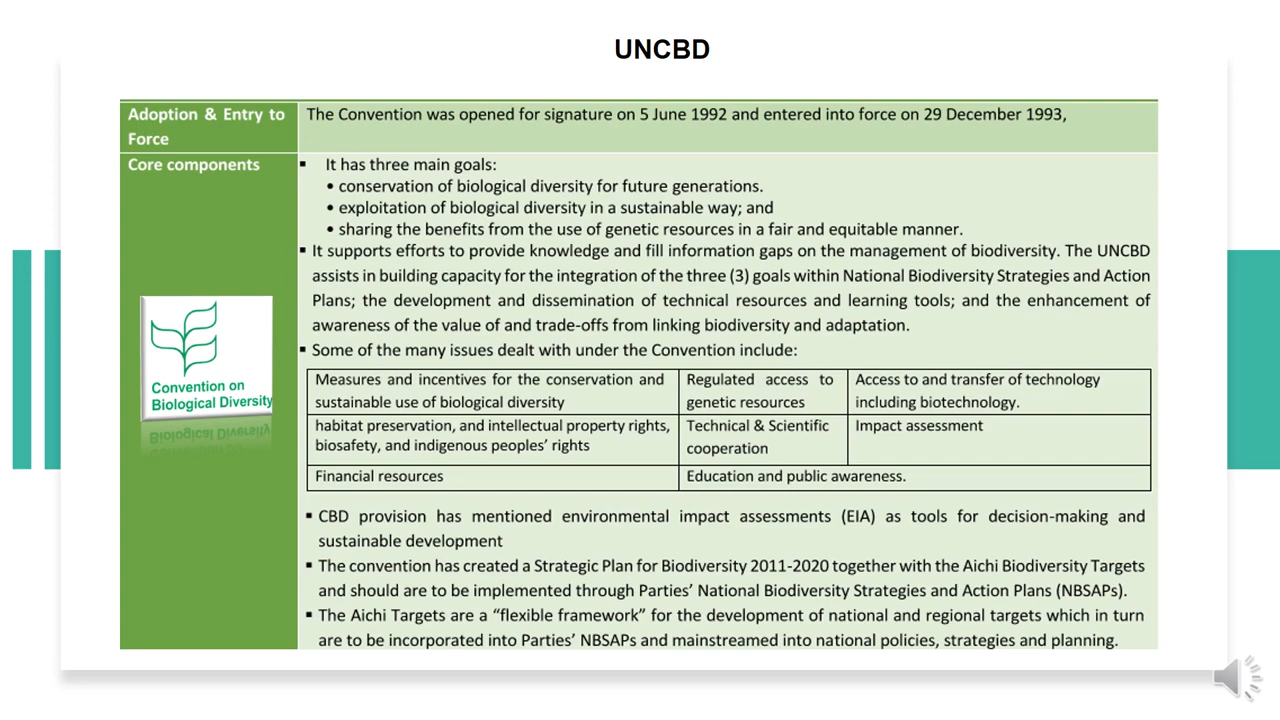 UNCBD
Adoption & Entry to
Force
The Convention was opened for signature on 5 June 1992 and entered into force on 29 December 1993,
Core components
▪ It has three main goals:
• conservation of biological diversity for future generations.
• exploitation of biological diversity in a sustainable way; and
• sharing the benefits from the use of genetic resources in a fair and equitable manner.
▪ It supports efforts to provide knowledge and fill information gaps on the management of biodiversity. The UNCBD
assists in building capacity for the integration of the three (3) goals within National Biodiversity Strategies and Action
Plans; the development and dissemination of technical resources and learning tools; and the enhancement of
awareness of the value of and trade-offs from linking biodiversity and adaptation.
▪ Some of the many issues dealt with under the Convention include:
Measures and incentives for the conservation and
sustainable use of biological diversity
Regulated access to
genetic resources
Access to and transfer of technology
including biotechnology.
habitat preservation, and intellectual property rights,
biosafety, and indigenous peoples’ rights
Technical & Scientific
cooperation
Impact assessment
Financial resources
Education and public awareness.
▪ CBD provision has mentioned environmental impact assessments (EIA) as tools for decision-making and
sustainable development
▪ The convention has created a Strategic Plan for Biodiversity 2011-2020 together with the Aichi Biodiversity Targets
and should are to be implemented through Parties’ National Biodiversity Strategies and Action Plans (NBSAPs).
▪ The Aichi Targets are a “flexible framework” for the development of national and regional targets which in turn
are to be incorporated into Parties’ NBSAPs and mainstreamed into national policies, strategies and planning.
Convention on
Biological Diversity